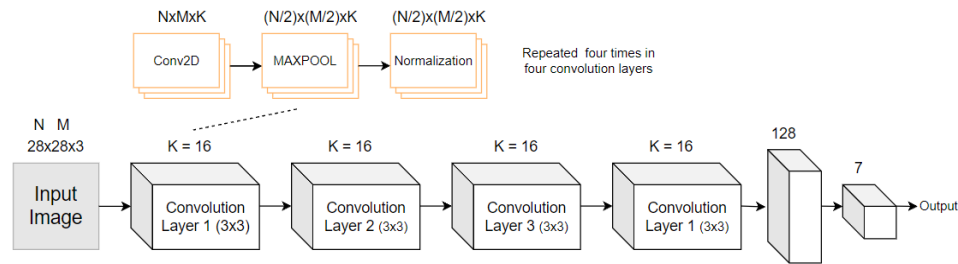 NxMxK
(N/2)x(M/2)xK
(N/2)x(M/2)xK
Conv2D
MAXPOOL
Normalization
Repeated four times in
four convolution layers
N M
28x28x3
K = 16
K = 16
K = 16
K = 16
128
7
Input
Image
Convolution
Layer 1 (3x3)
Convolution
Layer 2 (3x3)
Convolution
Layer 3 (3x3)
Convolution
Layer 1 (3x3)
Output